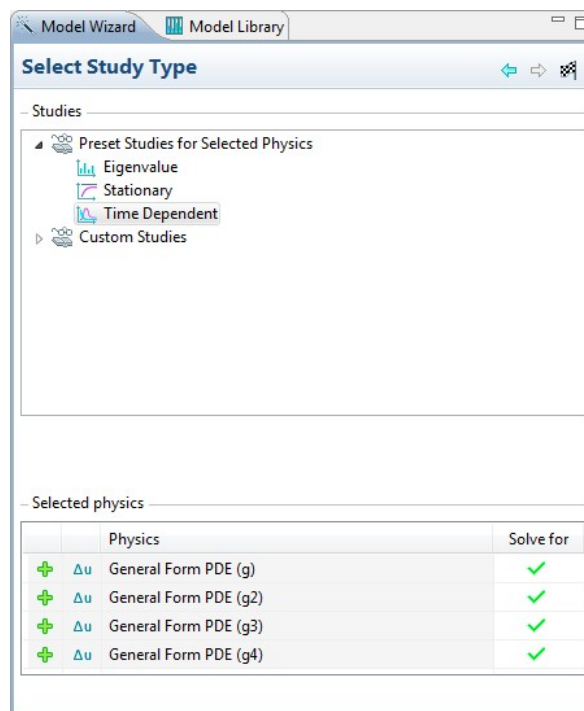 Model Wizard Model Library
Select Study Type
Studies
Preset Studies for Selected Physics
Eigenvalue
Stationary
Time Dependent
Custom Studies
Selected physics
Physics Solve for
Δu General Form PDE (g)
Δu General Form PDE (g2)
Δu General Form PDE (g3)
Δu General Form PDE (g4)